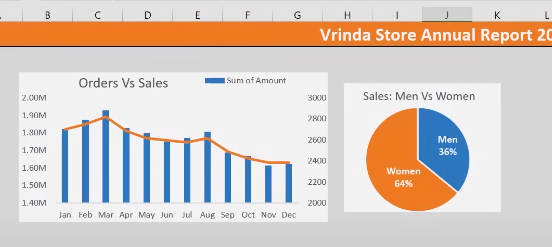 B C D E F G H I J K L
Vrinda Store Annual Report 20
Orders Vs Sales
Sum of Amount
2.00M
1.90M
1.80M
1.70M
1.60M
1.50M
1.40M
3000
2800
2600
2400
2200
2000
Jan Feb Mar Apr May Jun Jul Aug Sep Oct Nov Dec
Sales: Men Vs Women
Men
36%
Women
64%